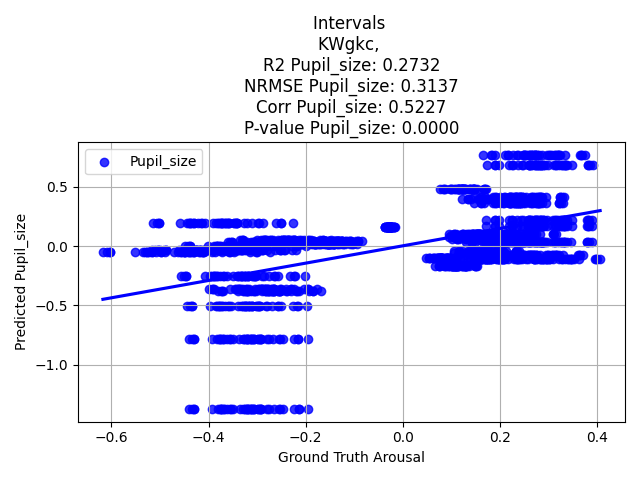 Intervals
KWgkc,
R2 Pupil_size: 0.2732
NRMSE Pupil_size: 0.3137
Corr Pupil_size: 0.5227
P-value Pupil_size: 0.0000
Pupil_size
Predicted Pupil_size
0.5
0.0
−0.5
−1.0
−0.6 −0.4 −0.2 0.0 0.2 0.4
Ground Truth Arousal